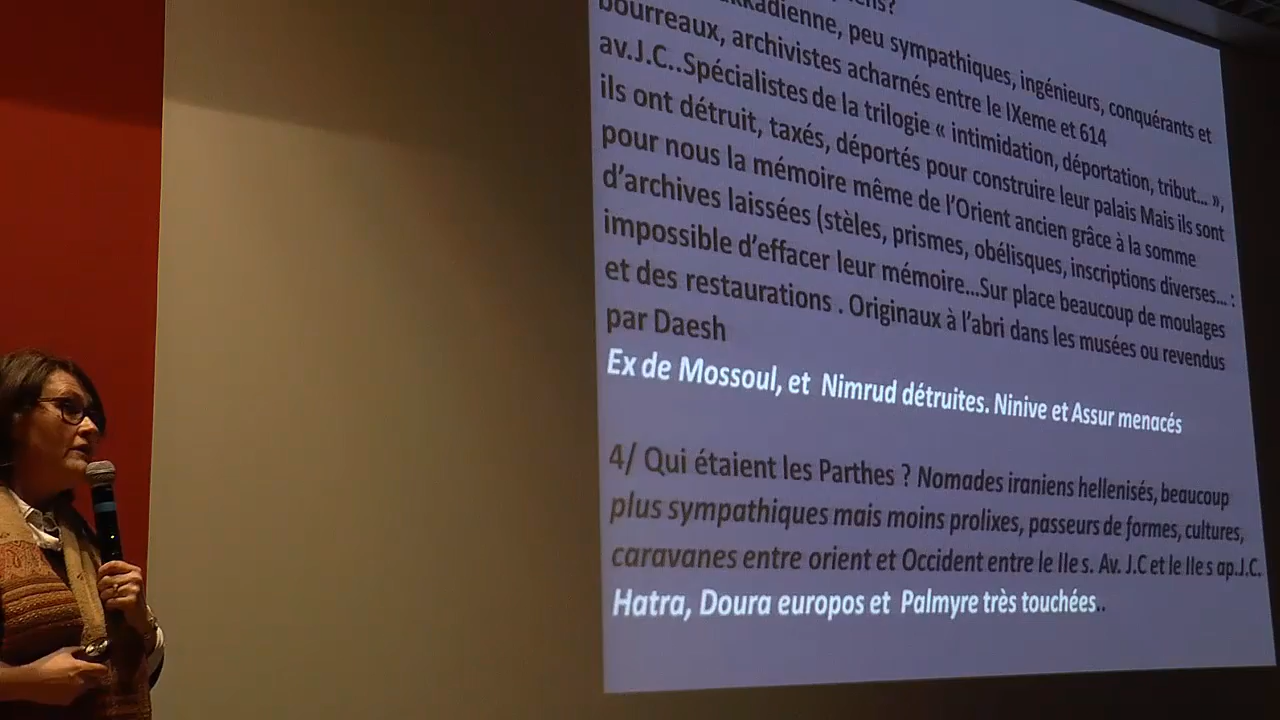 peu sympathiques, ingénieurs, conquérants et
bourreaux, archivistes acharnés entre le IXeme et 614
av.J.C..Spécialistes de la trilogie « intimidation, déportation, tribut... »,
ils ont détruit, taxés, déportés pour construire leur palais Mais ils sont
pour nous la mémoire même de l'Orient ancien grâce à la somme
d'archives laissées (stèles, prismes, obélisques, inscriptions diverses... :
impossible d'effacer leur mémoire...Sur place beaucoup de moulages
et des restaurations . Originaux à l'abri dans les musées ou revendus
par Daesh
Ex de Mossoul, et Nimrud détruites. Ninive et Assur menacés
4/ Qui étaient les Parthes ? Nomades iraniens hellenisés, beaucoup
plus sympathiques mais moins prolixes, passeurs de formes, cultures,
caravanes entre orient et Occident entre le IIe s. Av. J.C et le IIe s ap.J.C.
Hatra, Doura europos et Palmyre très touchées..